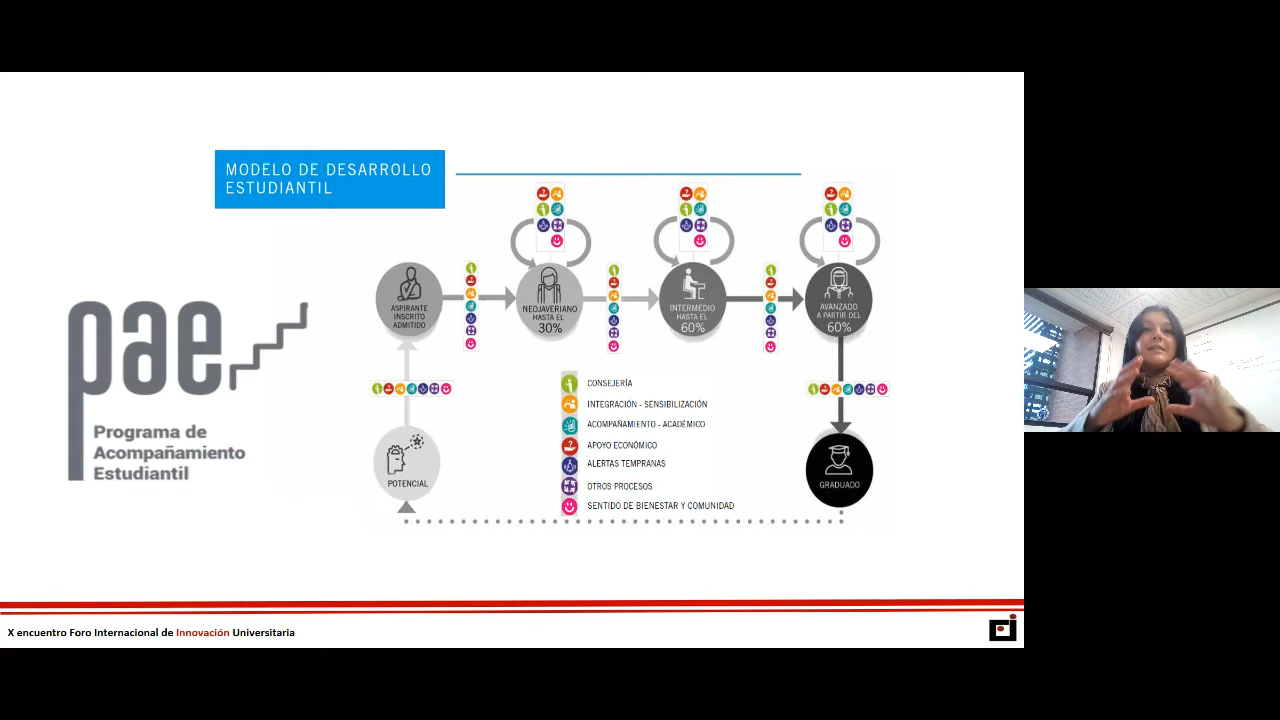 MODELO DE DESARROLLO
ESTUDIANTIL
pae
Programa de
Acompañamiento
Estudiantil
ASPIRANTE
INSCRITO
ADMITIDO
NEOJAVERIANO
HASTA EL
30%
INTERMEDIO
HASTA EL
60%
AVANZADO
A PARTIR DEL
60%
POTENCIAL
CONSEJERÍA
INTEGRACIÓN - SENSIBILIZACIÓN
ACOMPAÑAMIENTO - ACADÉMICO
APOYO ECONÓMICO
ALERTAS TEMPRANAS
OTROS PROCESOS
SENTIDO DE BIENESTAR Y COMUNIDAD
GRADUADO
X encuentro Foro Internacional de Innovación Universitaria